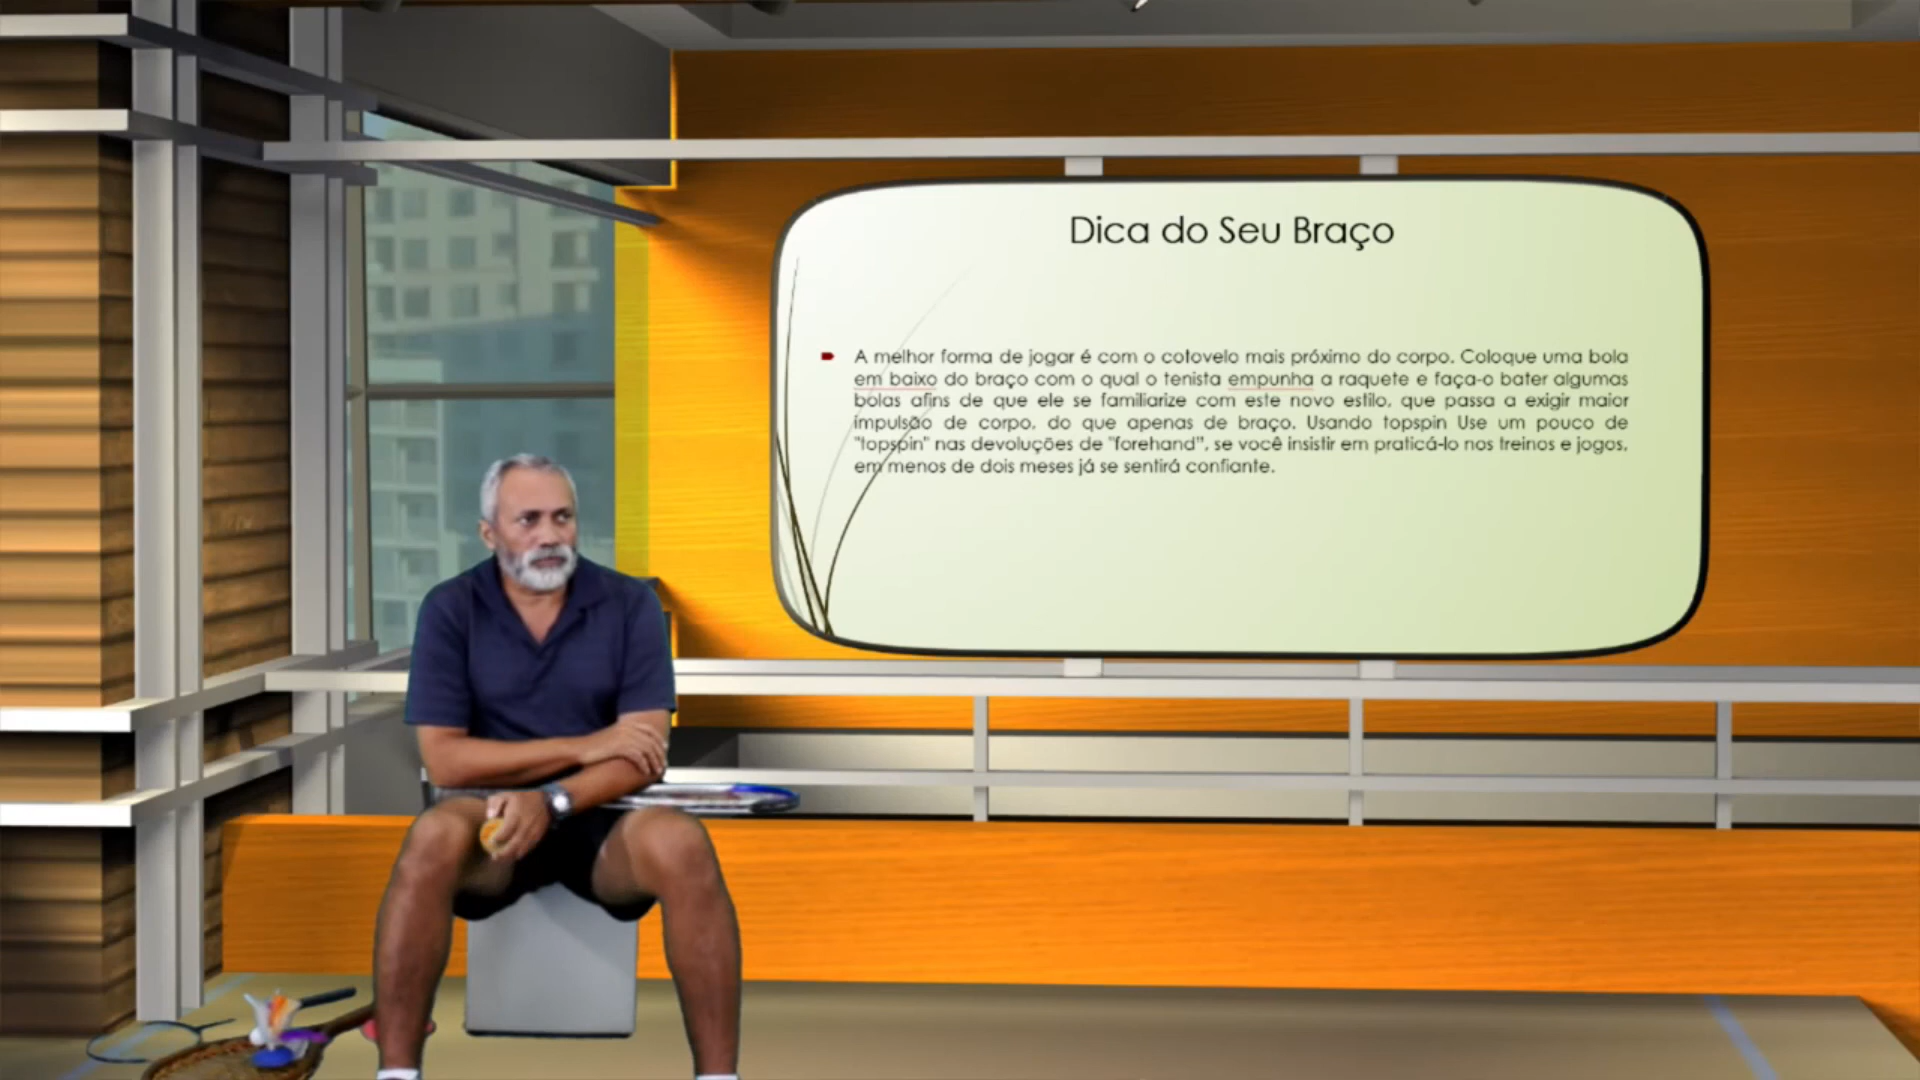 Dica do Seu Braço
A melhor forma de jogar é com o cotovelo mais próximo do corpo. Coloque uma bola
em baixo do braço com o qual o tenista empunha a raquete e faça-o bater algumas
bolas afins de que ele se familiarize com este novo estilo, que passa a exigir maior
impulsão de corpo, do que apenas de braço. Usando topspin Use um pouco de
"topspin" nas devoluções de "forehand", se você insistir em praticá-lo nos treinos e jogos,
em menos de dois meses já se sentirá confiante.